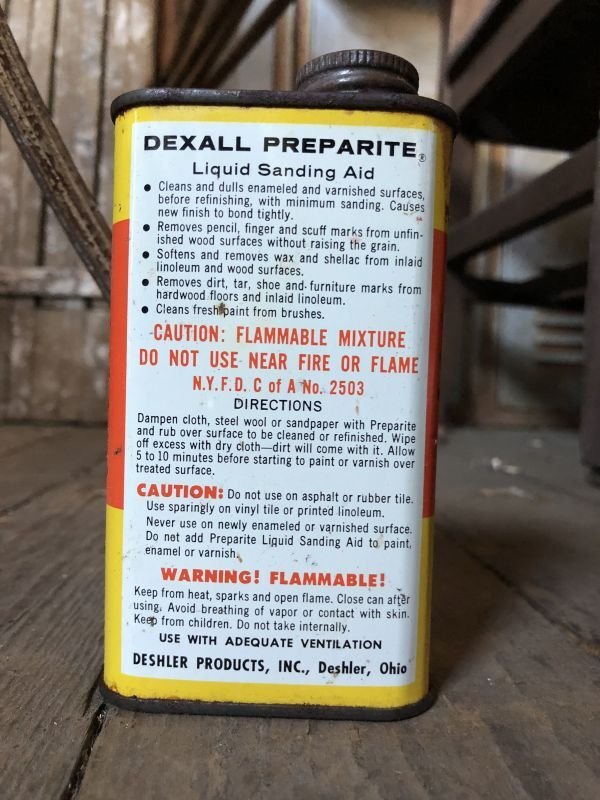 DEXALL PREPARITE®
Liquid Sanding Aid
• Cleans and dulls enameled and varnished surfaces,
before refinishing, with minimum sanding. Causes
new finish to bond tightly.
• Removes pencil, finger and scuff marks from unfin-
ished wood surfaces without raising the grain.
• Softens and removes wax and shellac from inlaid
linoleum and wood surfaces.
• Removes dirt, tar, shoe and furniture marks from
hardwood floors and inlaid linoleum.
• Cleans fresh paint from brushes.
CAUTION: FLAMMABLE MIXTURE
DO NOT USE NEAR FIRE OR FLAME
N.Y.F.D. C of A No. 2503
DIRECTIONS
Dampen cloth, steel wool or sandpaper with Preparite
and rub over surface to be cleaned or refinished. Wipe
off excess with dry cloth—dirt will come with it. Allow
5 to 10 minutes before starting to paint or varnish over
treated surface.
CAUTION: Do not use on asphalt or rubber tile.
Use sparingly on vinyl tile or printed linoleum.
Never use on newly enameled or varnished surface.
Do not add Preparite Liquid Sanding Aid to paint,
enamel or varnish.
WARNING! FLAMMABLE!
Keep from heat, sparks and open flame. Close can after
using. Avoid breathing of vapor or contact with skin.
Keep from children. Do not take internally.
USE WITH ADEQUATE VENTILATION
DESHLER PRODUCTS, INC., Deshler, Ohio